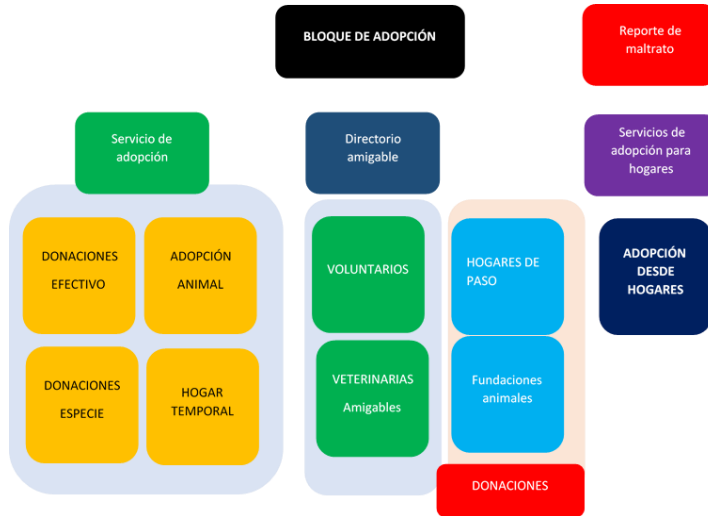 BLOQUE DE ADOPCIÓN
Reporte de
maltrato
Servicio de
adopción
Directorio
amigable
Servicios de
adopción para
hogares
DONACIONES
EFECTIVO
ADOPCIÓN
ANIMAL
VOLUNTARIOS
HOGARES DE
PASO
ADOPCIÓN
DESDE
HOGARES
DONACIONES
ESPECIE
HOGAR
TEMPORAL
VETERINARIAS
Amigables
Fundaciones
animales
DONACIONES